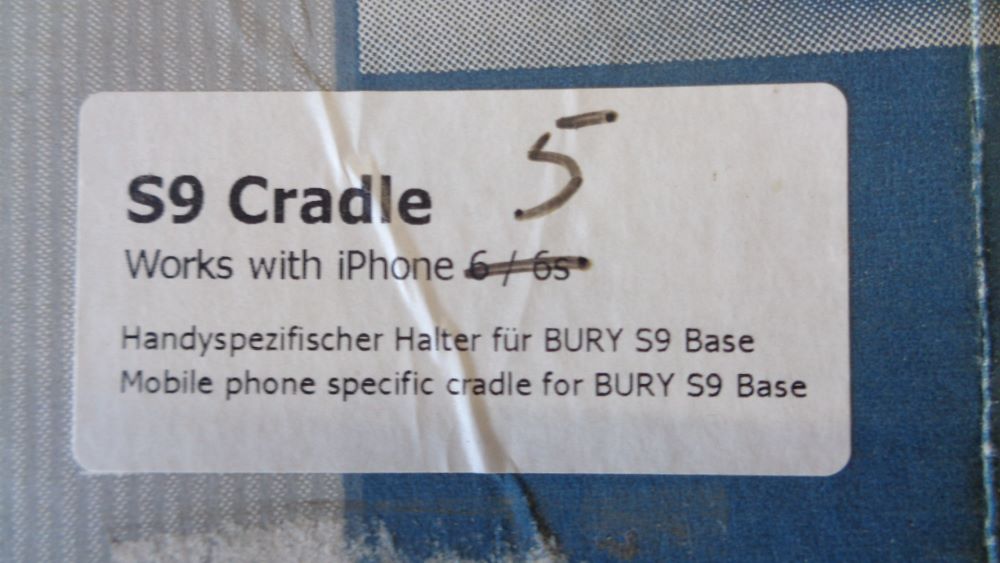 5
S9 Cradle
Works with iPhone 6 / 6s
Handyspezifischer Halter für BURY S9 Base
Mobile phone specific cradle for BURY S9 Base